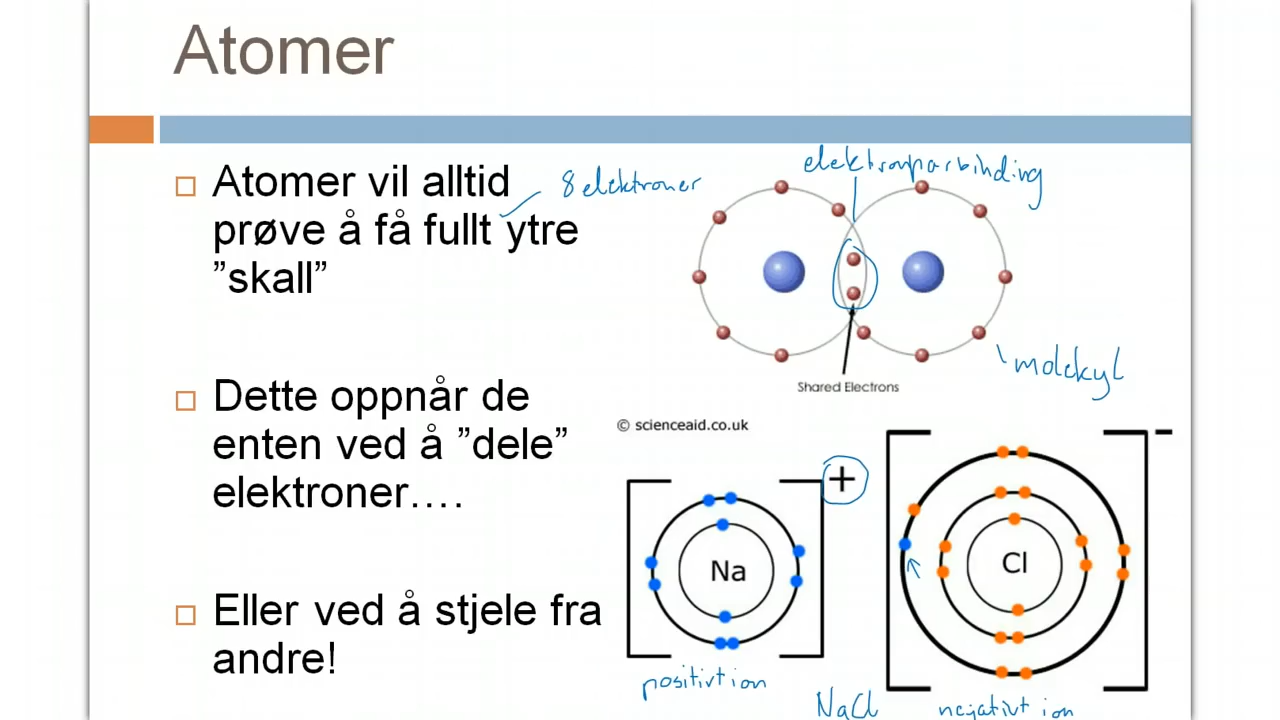 Atomer
Atomer vil alltid
prøve å få fullt ytre
”skall”
8 elektroner
elektronparbinding
Shared Electrons
molekyl
Dette oppnår de
enten ved å ”dele”
elektroner….
© scienceaid.co.uk
+
-
Na
Cl
Eller ved å stjele fra
andre!
positivt ion
NaCl
negativt ion